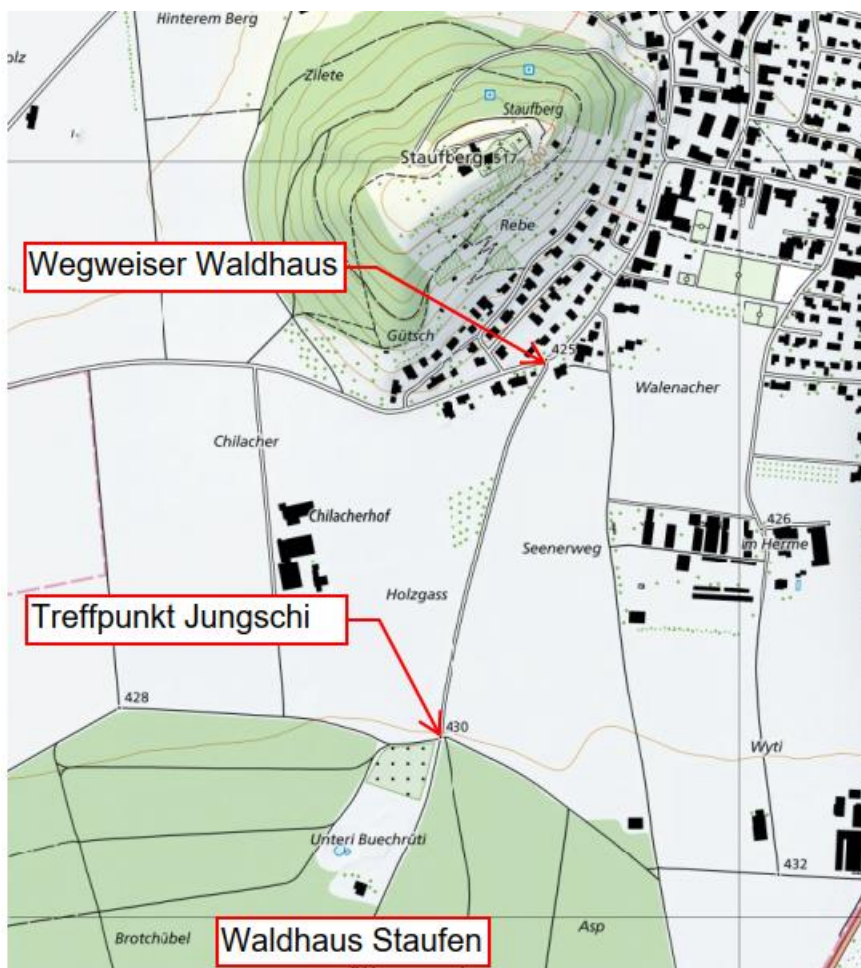 Hinterem Berg
olz
Zilete
Staufberg
Staufberg 517
Rebe
Wegweiser Waldhaus
Gütsch
425
Walenacher
Chilacher
Chilacherhof
426
Seenerweg
im Herme
Holzgass
Treffpunkt Jungschi
428
430
Wyti
Unteri Buechrüti
432
Brotchübel
Waldhaus Staufen
Asp